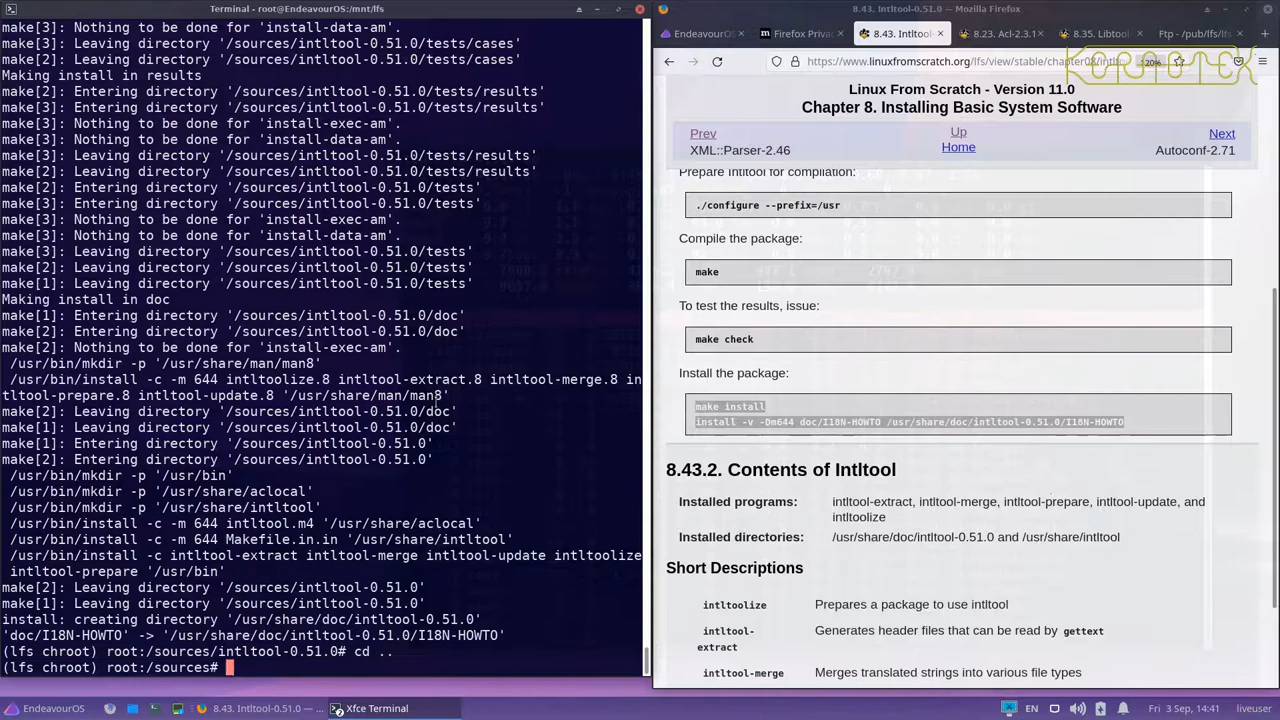 Terminal - root@EndeavourOS:/mnt/lfs
make[3]: Nothing to be done for 'install-data-am'.
make[3]: Leaving directory '/sources/intltool-0.51.0/tests/cases'
make[2]: Leaving directory '/sources/intltool-0.51.0/tests/cases'
Making install in results
make[2]: Entering directory '/sources/intltool-0.51.0/tests/results'
make[3]: Entering directory '/sources/intltool-0.51.0/tests/results'
make[3]: Nothing to be done for 'install-exec-am'.
make[3]: Nothing to be done for 'install-data-am'.
make[3]: Leaving directory '/sources/intltool-0.51.0/tests/results'
make[2]: Leaving directory '/sources/intltool-0.51.0/tests/results'
make[2]: Entering directory '/sources/intltool-0.51.0/tests'
make[3]: Entering directory '/sources/intltool-0.51.0/tests'
make[3]: Nothing to be done for 'install-exec-am'.
make[3]: Nothing to be done for 'install-data-am'.
make[3]: Leaving directory '/sources/intltool-0.51.0/tests'
make[2]: Leaving directory '/sources/intltool-0.51.0/tests'
make[1]: Leaving directory '/sources/intltool-0.51.0/tests'
Making install in doc
make[1]: Entering directory '/sources/intltool-0.51.0/doc'
make[2]: Entering directory '/sources/intltool-0.51.0/doc'
make[2]: Nothing to be done for 'install-exec-am'.
/usr/bin/mkdir -p '/usr/share/man/man8'
/usr/bin/install -c -m 644 intltoolize.8 intltool-extract.8 intltool-merge.8 in
tltool-prepare.8 intltool-update.8 '/usr/share/man/man8'
make[2]: Leaving directory '/sources/intltool-0.51.0/doc'
make[1]: Leaving directory '/sources/intltool-0.51.0/doc'
make[1]: Entering directory '/sources/intltool-0.51.0'
make[2]: Entering directory '/sources/intltool-0.51.0'
/usr/bin/mkdir -p '/usr/bin'
/usr/bin/mkdir -p '/usr/share/aclocal'
/usr/bin/mkdir -p '/usr/share/intltool'
/usr/bin/install -c -m 644 intltool.m4 '/usr/share/aclocal'
/usr/bin/install -c -m 644 Makefile.in.in '/usr/share/intltool'
/usr/bin/install -c intltool-extract intltool-merge intltool-update intltoolize
intltool-prepare '/usr/bin'
make[2]: Leaving directory '/sources/intltool-0.51.0'
make[1]: Leaving directory '/sources/intltool-0.51.0'
install: creating directory '/usr/share/doc/intltool-0.51.0'
'doc/I18N-HOWTO' -> '/usr/share/doc/intltool-0.51.0/I18N-HOWTO'
(lfs chroot) root:/sources/intltool-0.51.0# cd ..
(lfs chroot) root:/sources#
8.43. Intltool-0.51.0 — Mozilla Firefox
EndeavourOS
Firefox Priva
8.43. Intltool-
8.23. Acl-2.3.1
8.35. Libtool
Ftp - /pub/lfs/lfs
https://www.linuxfromscratch.org/lfs/view/stable/chapter08/intltc
120%
Linux From Scratch - Version 11.0
Chapter 8. Installing Basic System Software
Prev Up Next
XML::Parser-2.46 Home Autoconf-2.71
Prepare Intltool for compilation:
./configure --prefix=/usr
Compile the package:
make
To test the results, issue:
make check
Install the package:
make install
install -v -Dm644 doc/I18N-HOWTO /usr/share/doc/intltool-0.51.0/I18N-HOWTO
8.43.2. Contents of Intltool
Installed programs: intltool-extract, intltool-merge, intltool-prepare, intltool-update, and
intltoolize
Installed directories: /usr/share/doc/intltool-0.51.0 and /usr/share/intltool
Short Descriptions
intltoolize Prepares a package to use intltool
intltool- Generates header files that can be read by gettext
extract
intltool-merge Merges translated strings into various file types
EndeavourOS
8.43. Intltool-0.51.0 — ...
Xfce Terminal
EN
Fri 3 Sep, 14:41
liveuser